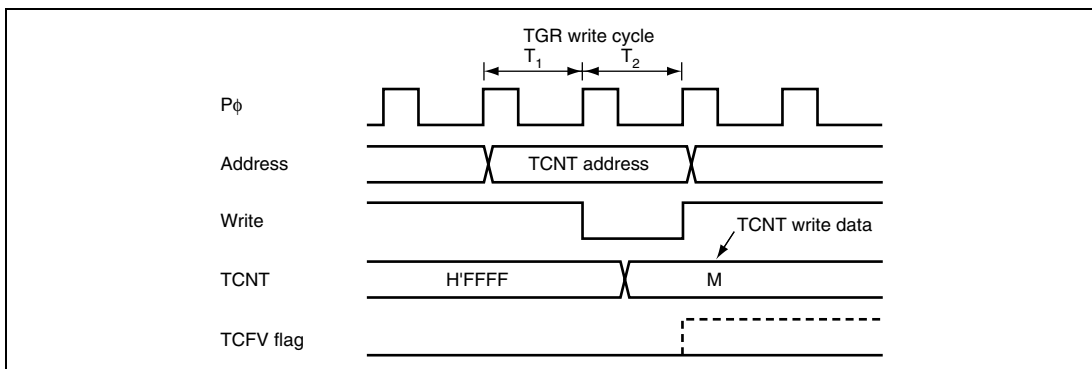 TGR write cycle
T1 T2
Pϕ
Address TCNT address
Write
TCNT write data
TCNT H'FFFF M
TCFV flag